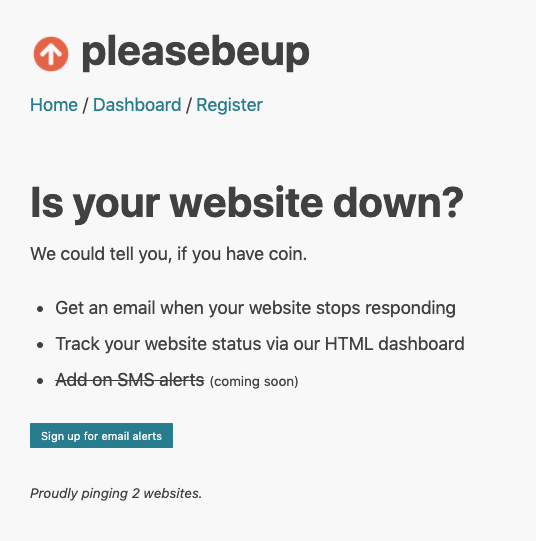 pleasebeup
Home / Dashboard / Register
Is your website down?
We could tell you, if you have coin.
Get an email when your website stops responding
Track your website status via our HTML dashboard
Add on SMS alerts (coming soon)
Sign up for email alerts
Proudly pinging 2 websites.